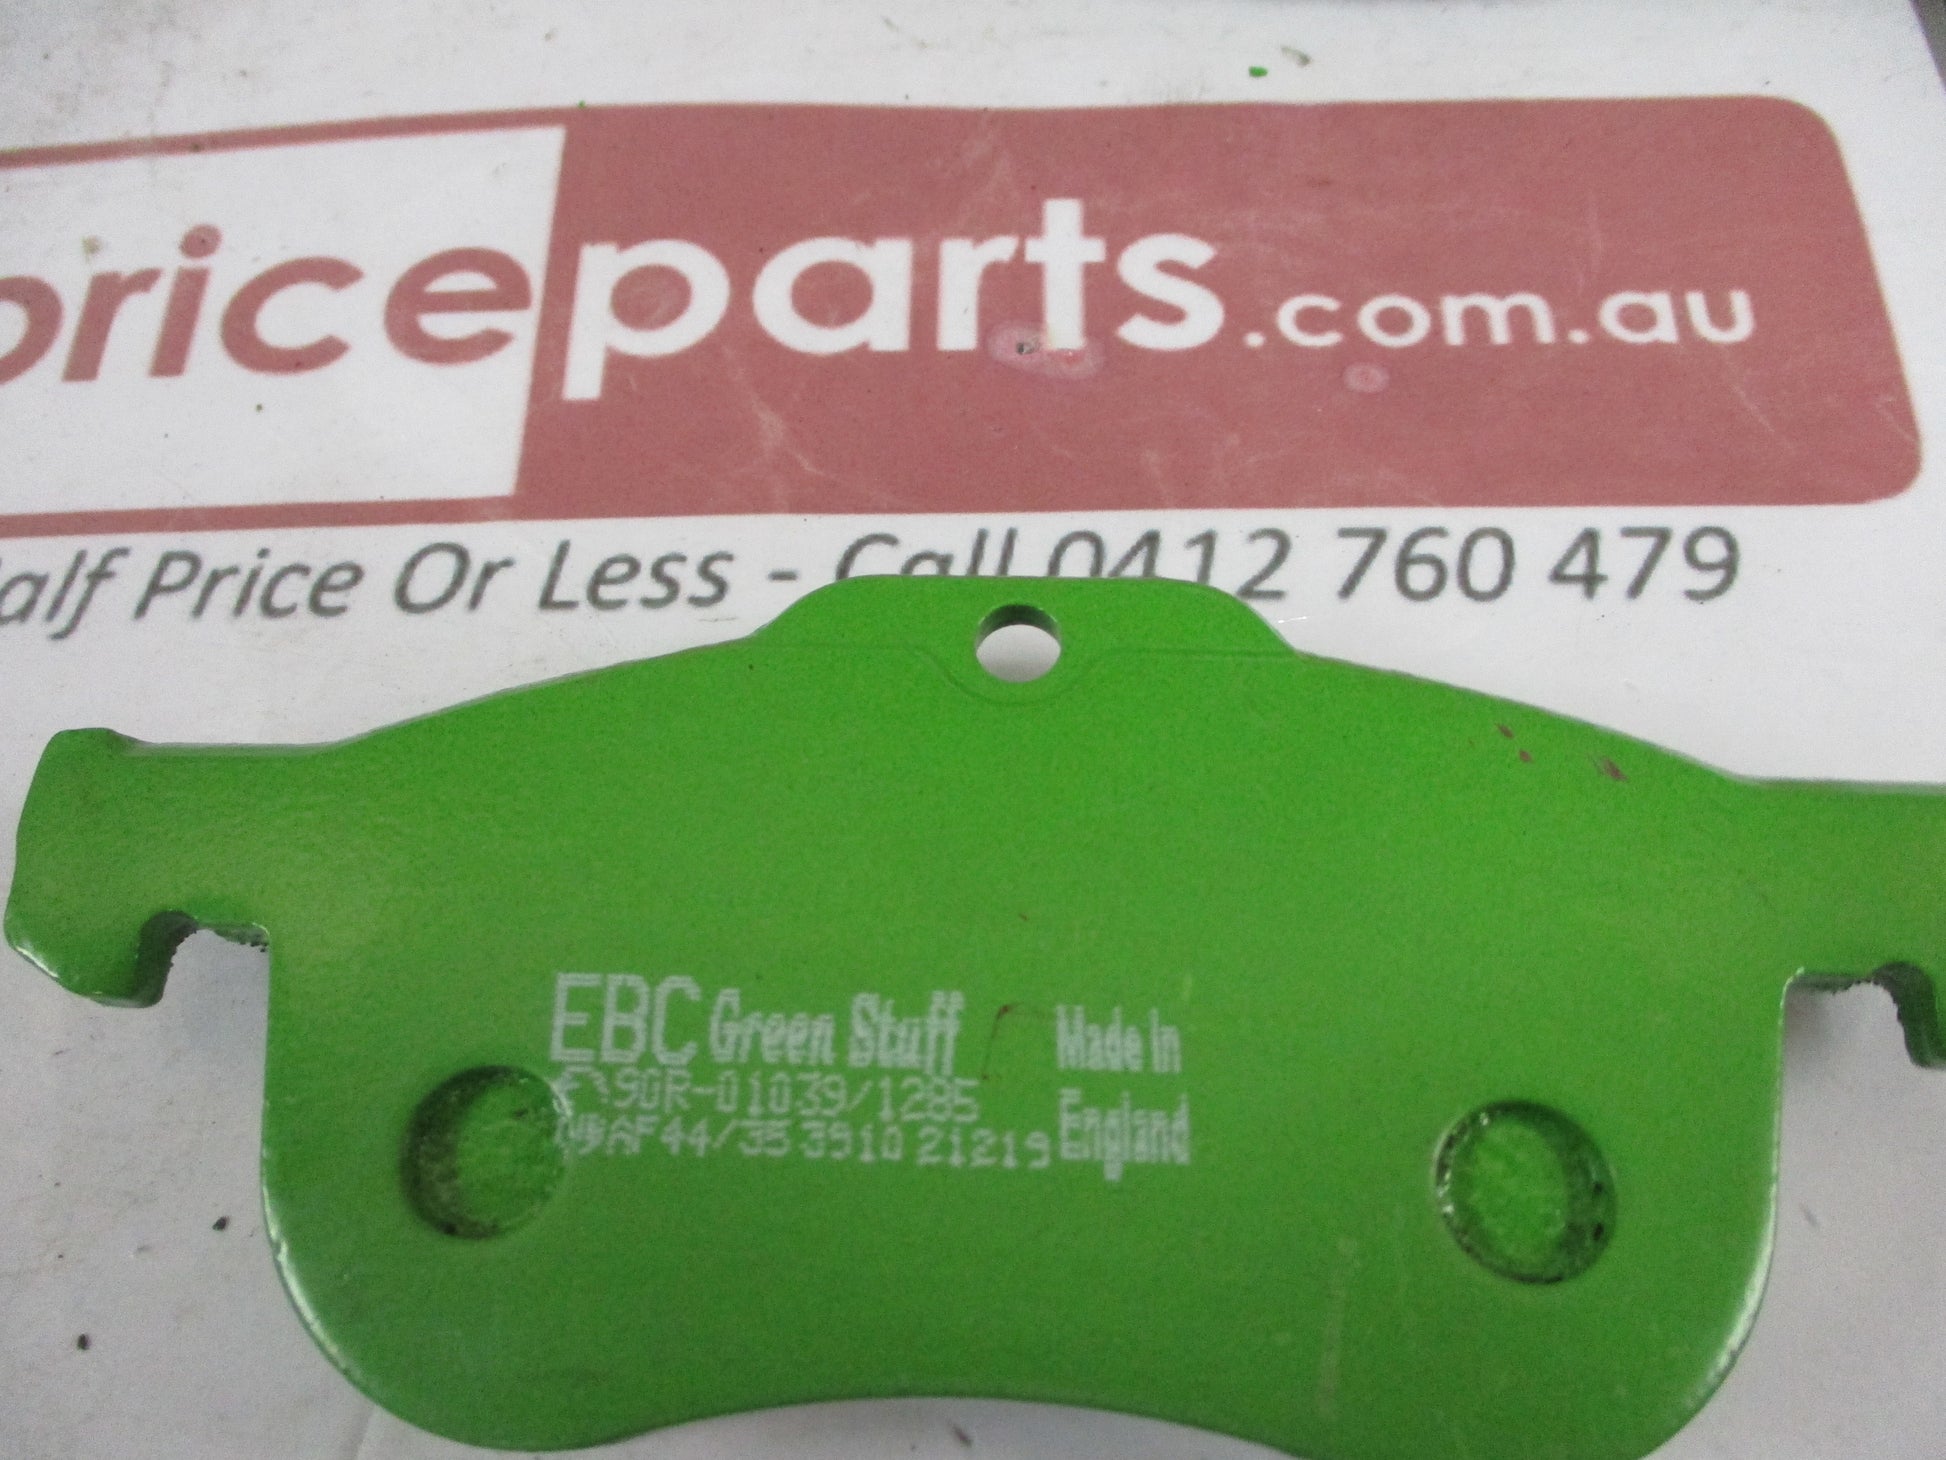 priceparts.com.au
Half Price Or Less - Call 0412 760 479
EBC Green Stuff Made In
90R-01039/1285 England
AF44/35 3910 21219